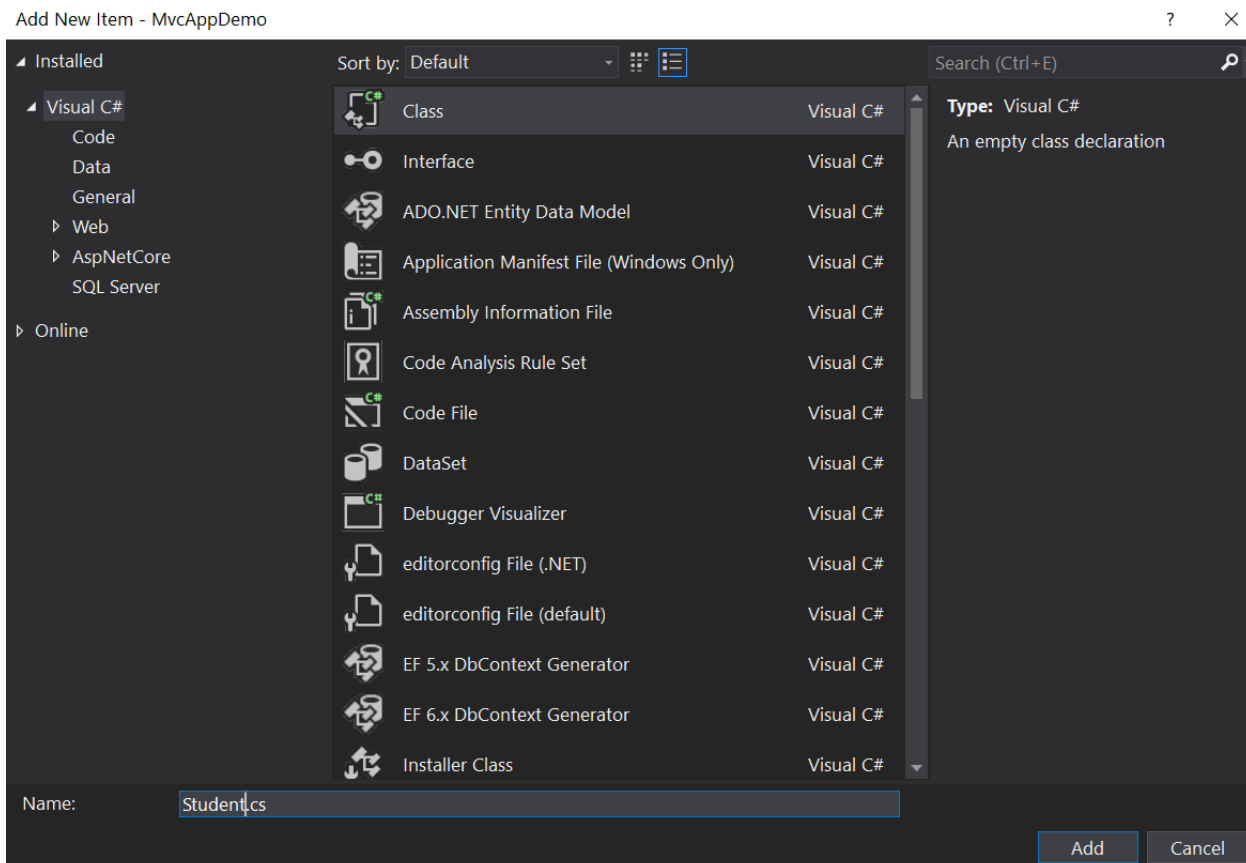 Add New Item - MvcAppDemo ? ×
Installed
Visual C#
Code
Data
General
Web
AspNetCore
SQL Server
Online
Sort by: Default
Class Visual C#
Interface Visual C#
ADO.NET Entity Data Model Visual C#
Application Manifest File (Windows Only) Visual C#
Assembly Information File Visual C#
Code Analysis Rule Set Visual C#
Code File Visual C#
DataSet Visual C#
Debugger Visualizer Visual C#
editorconfig File (.NET) Visual C#
editorconfig File (default) Visual C#
EF 5.x DbContext Generator Visual C#
EF 6.x DbContext Generator Visual C#
Installer Class Visual C#
Search (Ctrl+E)
Type: Visual C#
An empty class declaration
Name: Student.cs
Add Cancel